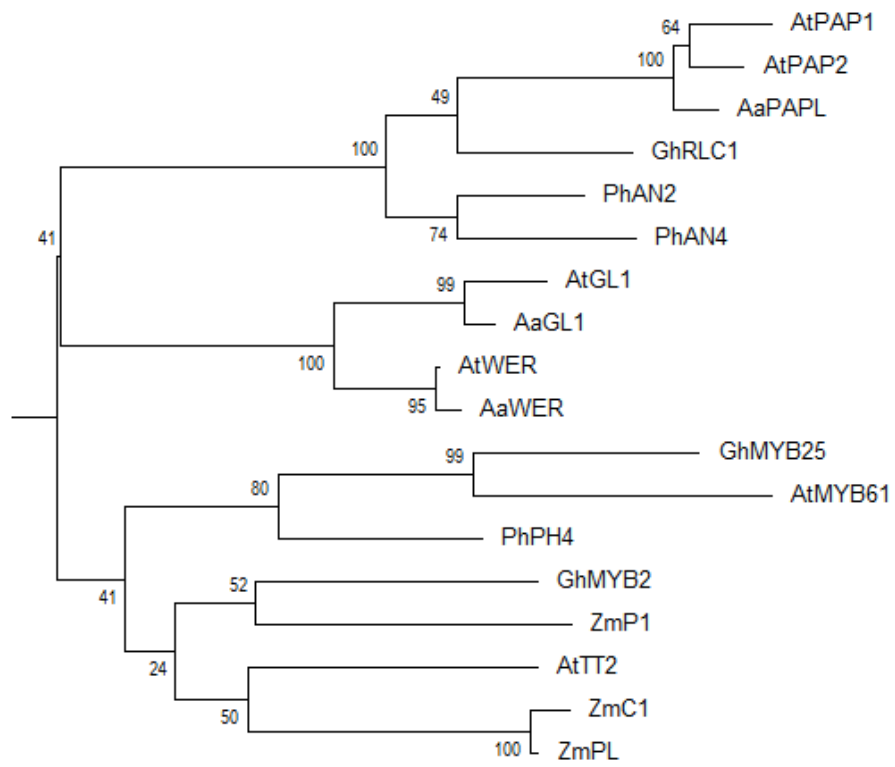 AtPAP1
64
AtPAP2
100
AaPAPL
49
GhRLC1
100
PhAN2
74
PhAN4
41
AtGL1
99
AaGL1
100
AtWER
95
AaWER
GhMYB25
99
AtMYB61
80
PhPH4
41
GhMYB2
52
ZmP1
24
AtTT2
50
ZmC1
100
ZmPL